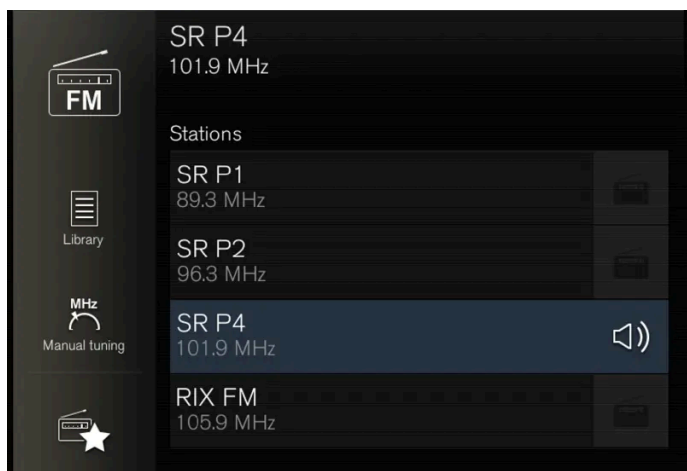 SR P4
101.9 MHz
FM
Stations
SR P1
89.3 MHz
Library
SR P2
96.3 MHz
MHz
Manual tuning
SR P4
101.9 MHz
RIX FM
105.9 MHz